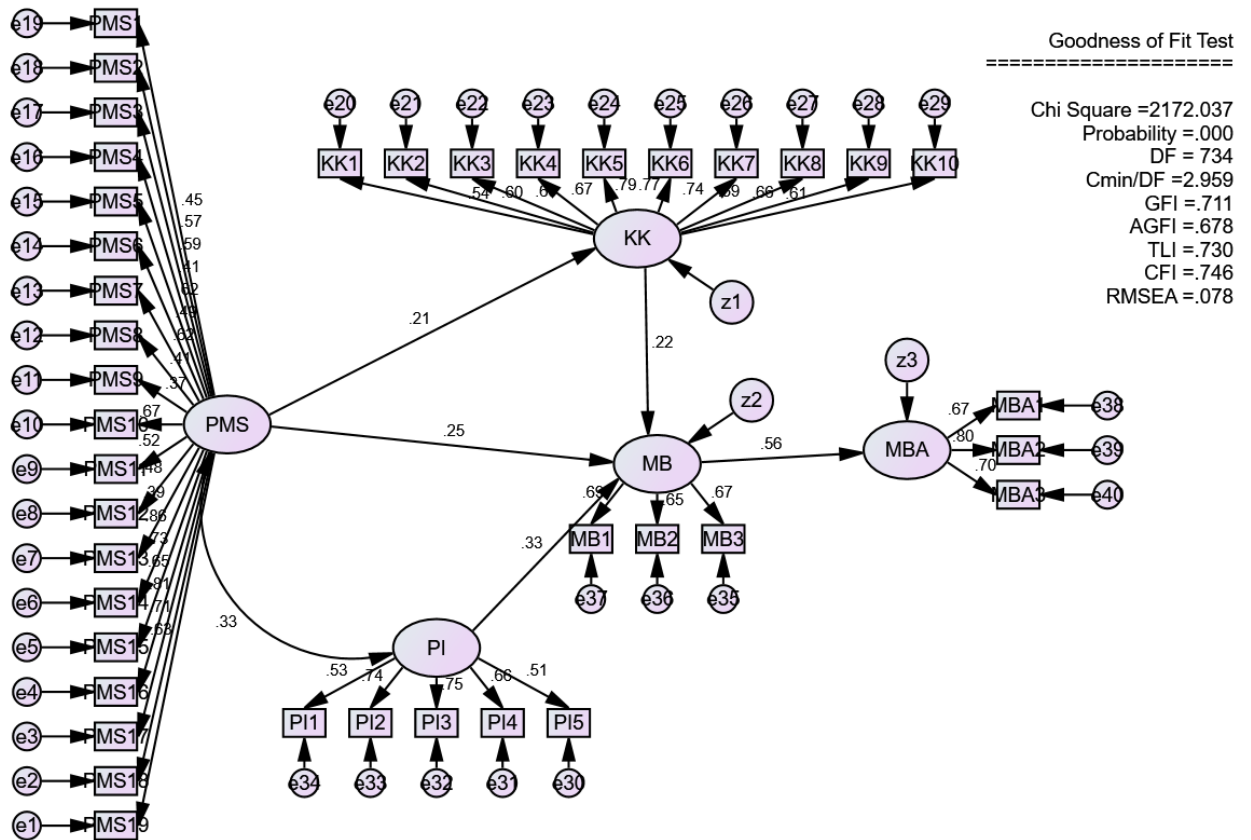 Goodness of Fit Test
=====================
Chi Square =2172.037
Probability =.000
DF = 734
Cmin/DF =2.959
GFI =.711
AGFI =.678
TLI =.730
CFI =.746
RMSEA =.078
e19 PMS1
e18 PMS2
e17 PMS3
e16 PMS4
e15 PMS5
e14 PMS6
e13 PMS7
e12 PMS8
e11 PMS9
e10 PMS10
e9 PMS11
e8 PMS12
e7 PMS13
e6 PMS14
e5 PMS15
e4 PMS16
e3 PMS17
e2 PMS18
e1 PMS19
.45
.57
.59
.41
.62
.49
.62
.41
.37
.67
.52
.48
.39
.86
.73
.65
.81
.71
.63
PMS
e20 e21 e22 e23 e24 e25 e26 e27 e28 e29
KK1 KK2 KK3 KK4 KK5 KK6 KK7 KK8 KK9 KK10
.54 .60 .67 .79 .77 .74 .69 .66 .61
KK
z1
.21
.22
.25
z2
z3
MB
.56
MBA
.67 MBA1 e38
.80 MBA2 e39
.70 MBA3 e40
.69 .65 .67
MB1 MB2 MB3
e37 e36 e35
.33
.33
PI
.53 .74 .75 .66 .51
PI1 PI2 PI3 PI4 PI5
e34 e33 e32 e31 e30